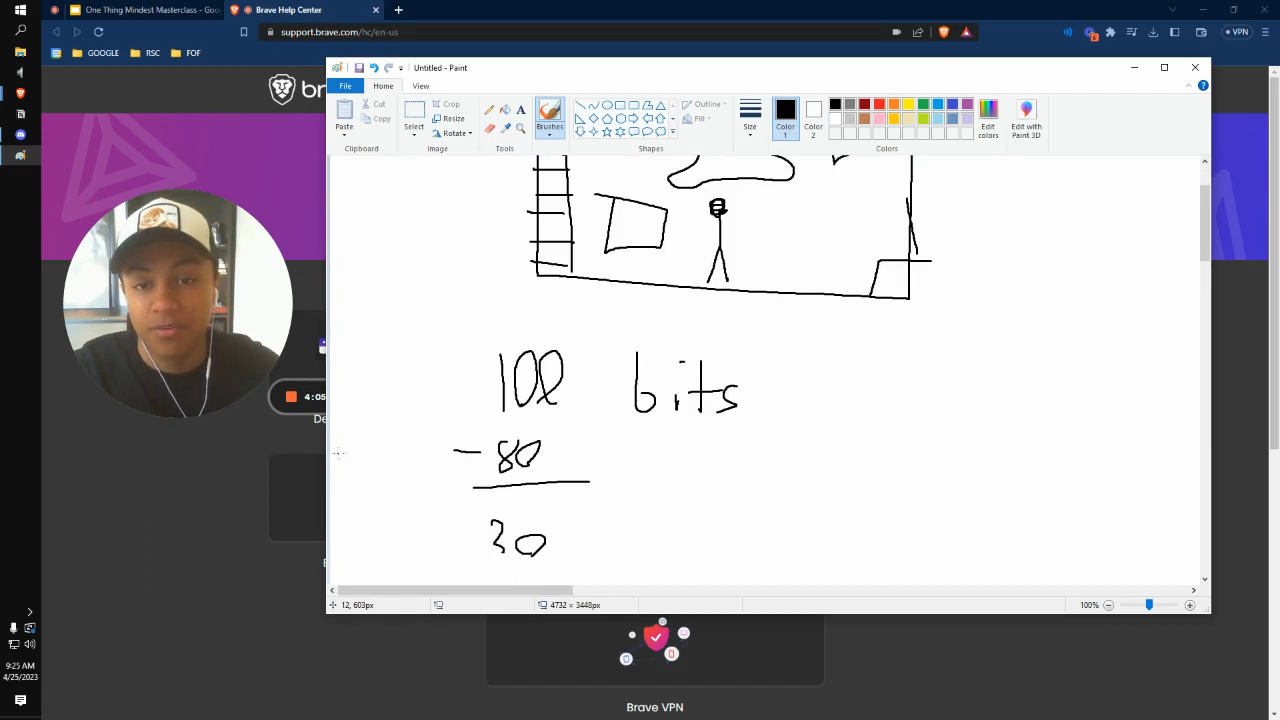 One Thing Mindest Masterclass - Goo
Brave Help Center
support.brave.com/hc/en-us
VPN
GOOGLE
RSC
FOF
Untitled - Paint
File
Home
View
Paste
Cut
Copy
Clipboard
Select
Crop
Resize
Rotate
Image
A
Tools
Brushes
Outline
Fill
Shapes
Size
Color
1
Color
2
Edit
colors
Edit with
Paint 3D
Colors
100 bits
- 80
20
4:05
De
12, 603px
4732 × 3448px
100%
Brave VPN
9:25 AM
4/25/2023